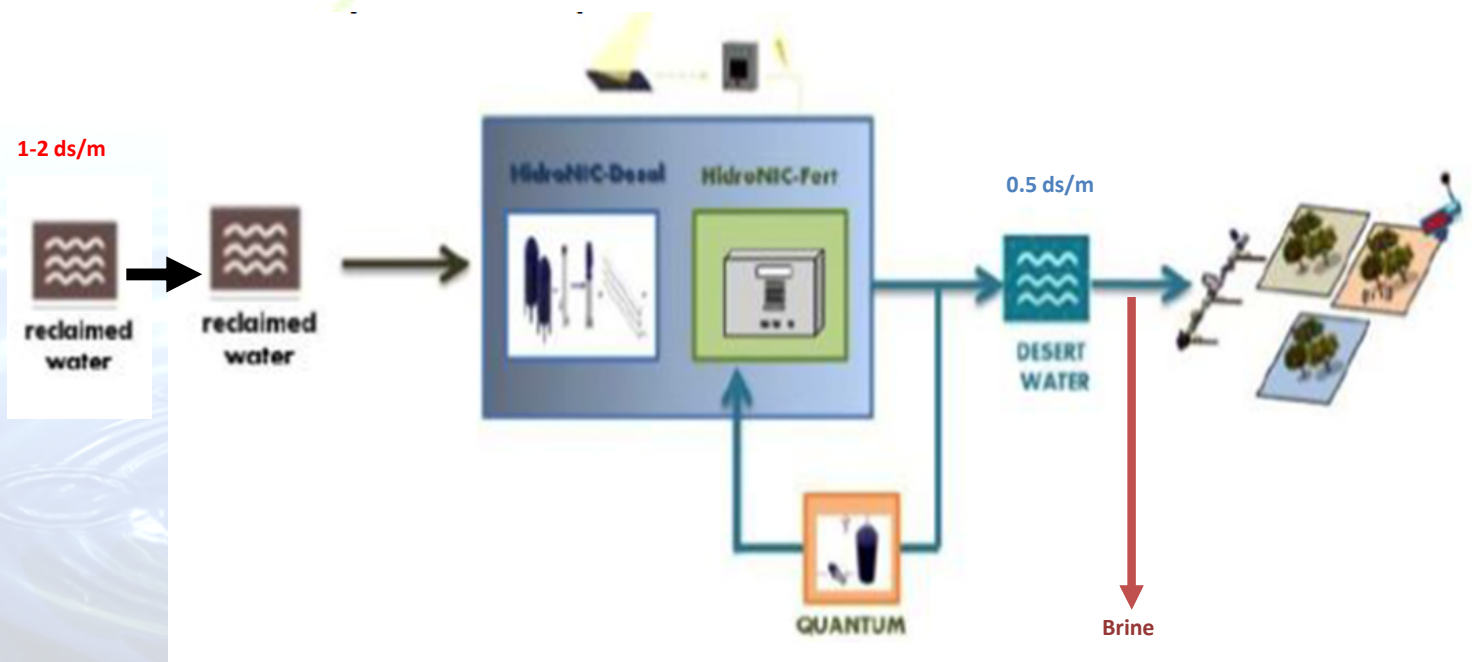 1-2 ds/m
reclaimed
water
reclaimed
water
HidroNIC-Desal
HidroNIC-Fert
0.5 ds/m
DESERT
WATER
QUANTUM
Brine